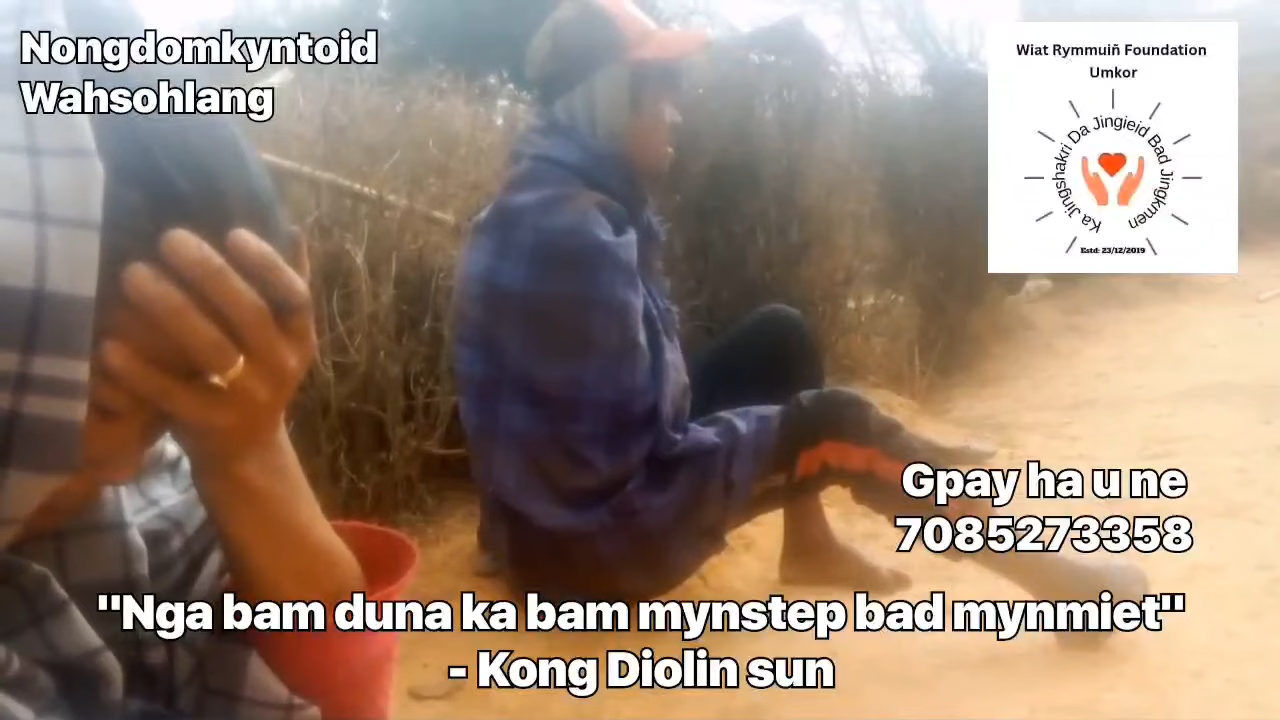 Nongdomkyntoid
Wahsohlang
Wiat Rymmuiñ Foundation
Umkor
Ka Jingshakri Da Jingieid Bad Jingkmen
Estd: 23/12/2019
Gpay ha u ne
7085273358
"Nga bam duna ka bam mynstep bad mynmiet"
- Kong Diolin sun